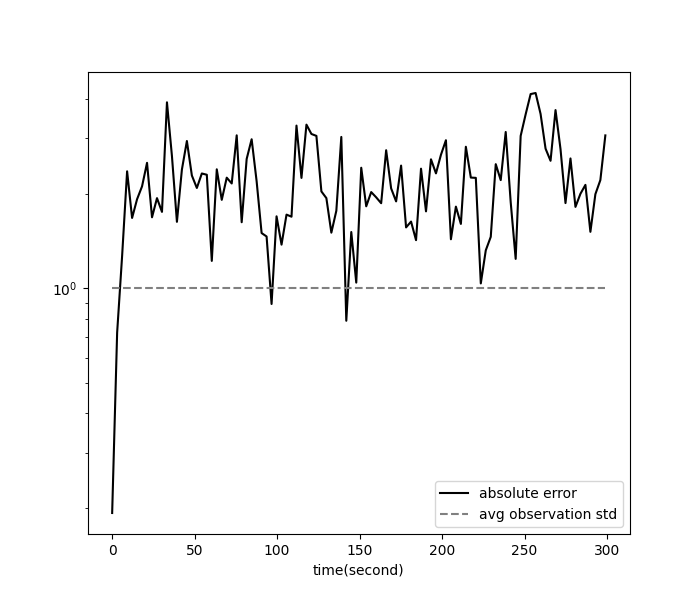 10⁰
0 50 100 150 200 250 300
time(second)
absolute error
avg observation std